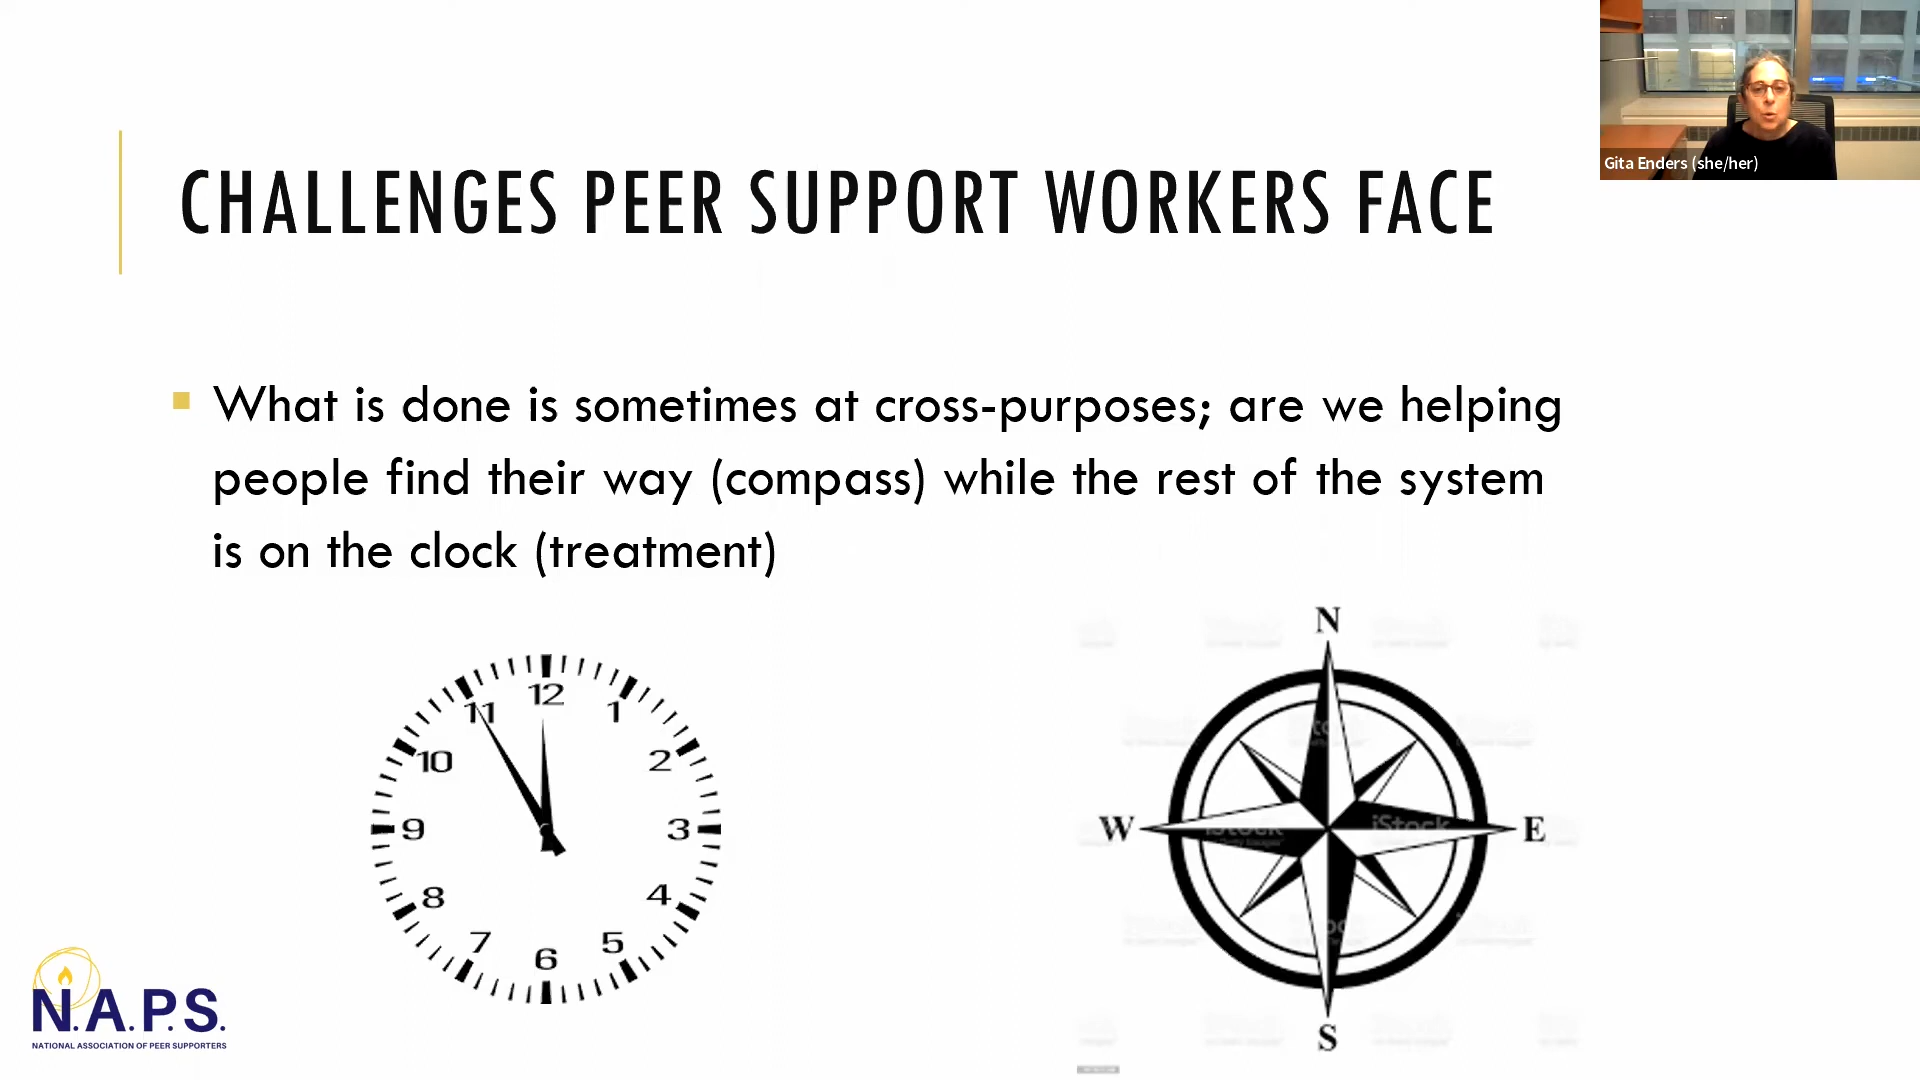 Gita Enders (she/her)
CHALLENGES PEER SUPPORT WORKERS FACE
What is done is sometimes at cross-purposes; are we helping
people find their way (compass) while the rest of the system
is on the clock (treatment)
12
11
1
10
2
9
3
8
4
7
5
6
N
W
E
S
iStock
iStock
N.A.P.S.
NATIONAL ASSOCIATION OF PEER SUPPORTERS